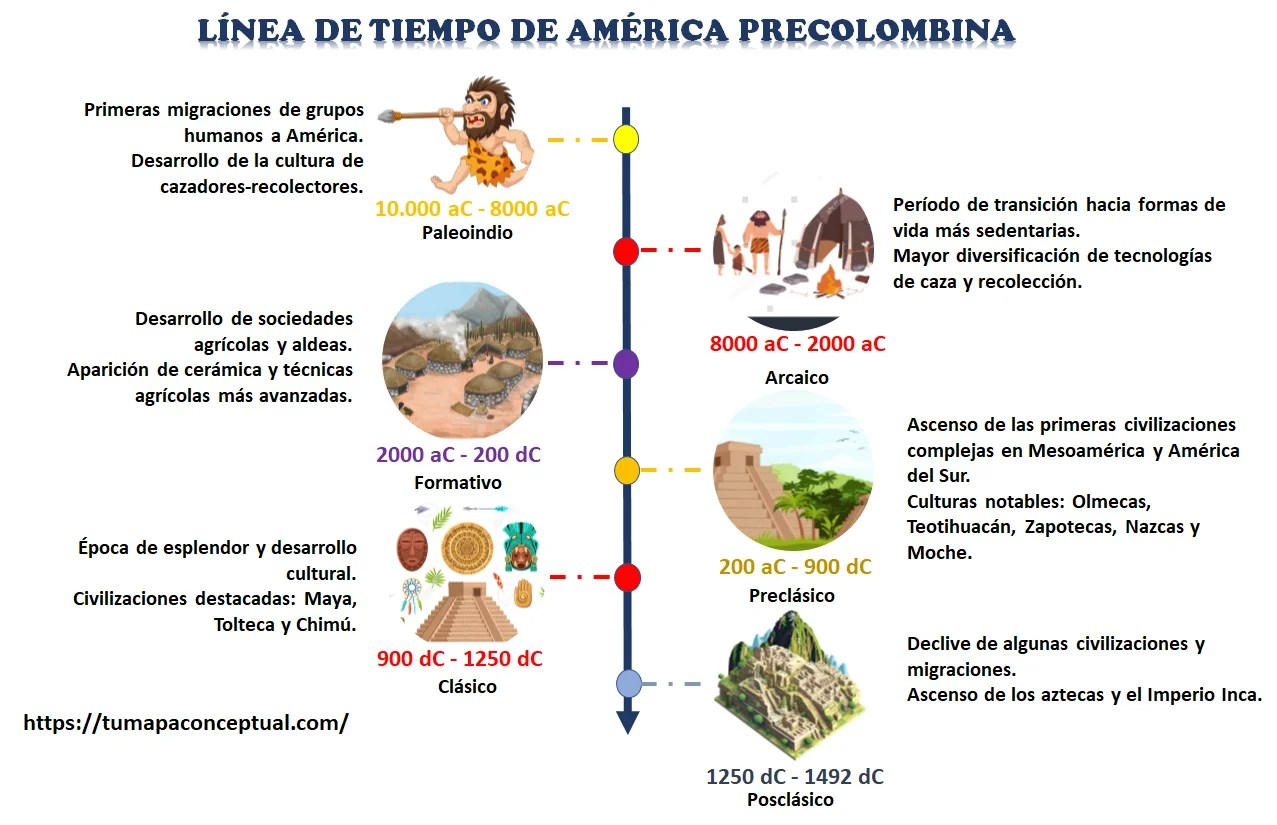 LÍNEA DE TIEMPO DE AMÉRICA PRECOLOMBINA
Primeras migraciones de grupos
humanos a América.
Desarrollo de la cultura de
cazadores-recolectores.
10.000 aC - 8000 aC
Paleoindio
Período de transición hacia formas de
vida más sedentarias.
Mayor diversificación de tecnologías
de caza y recolección.
8000 aC - 2000 aC
Arcaico
Desarrollo de sociedades
agrícolas y aldeas.
Aparición de cerámica y técnicas
agrícolas más avanzadas.
2000 aC - 200 dC
Formativo
Ascenso de las primeras civilizaciones
complejas en Mesoamérica y América
del Sur.
Culturas notables: Olmecas,
Teotihuacán, Zapotecas, Nazcas y
Moche.
200 aC - 900 dC
Preclásico
Época de esplendor y desarrollo
cultural.
Civilizaciones destacadas: Maya,
Tolteca y Chimú.
900 dC - 1250 dC
Clásico
Declive de algunas civilizaciones y
migraciones.
Ascenso de los aztecas y el Imperio Inca.
1250 dC - 1492 dC
Posclásico
https://tumapaconceptual.com/